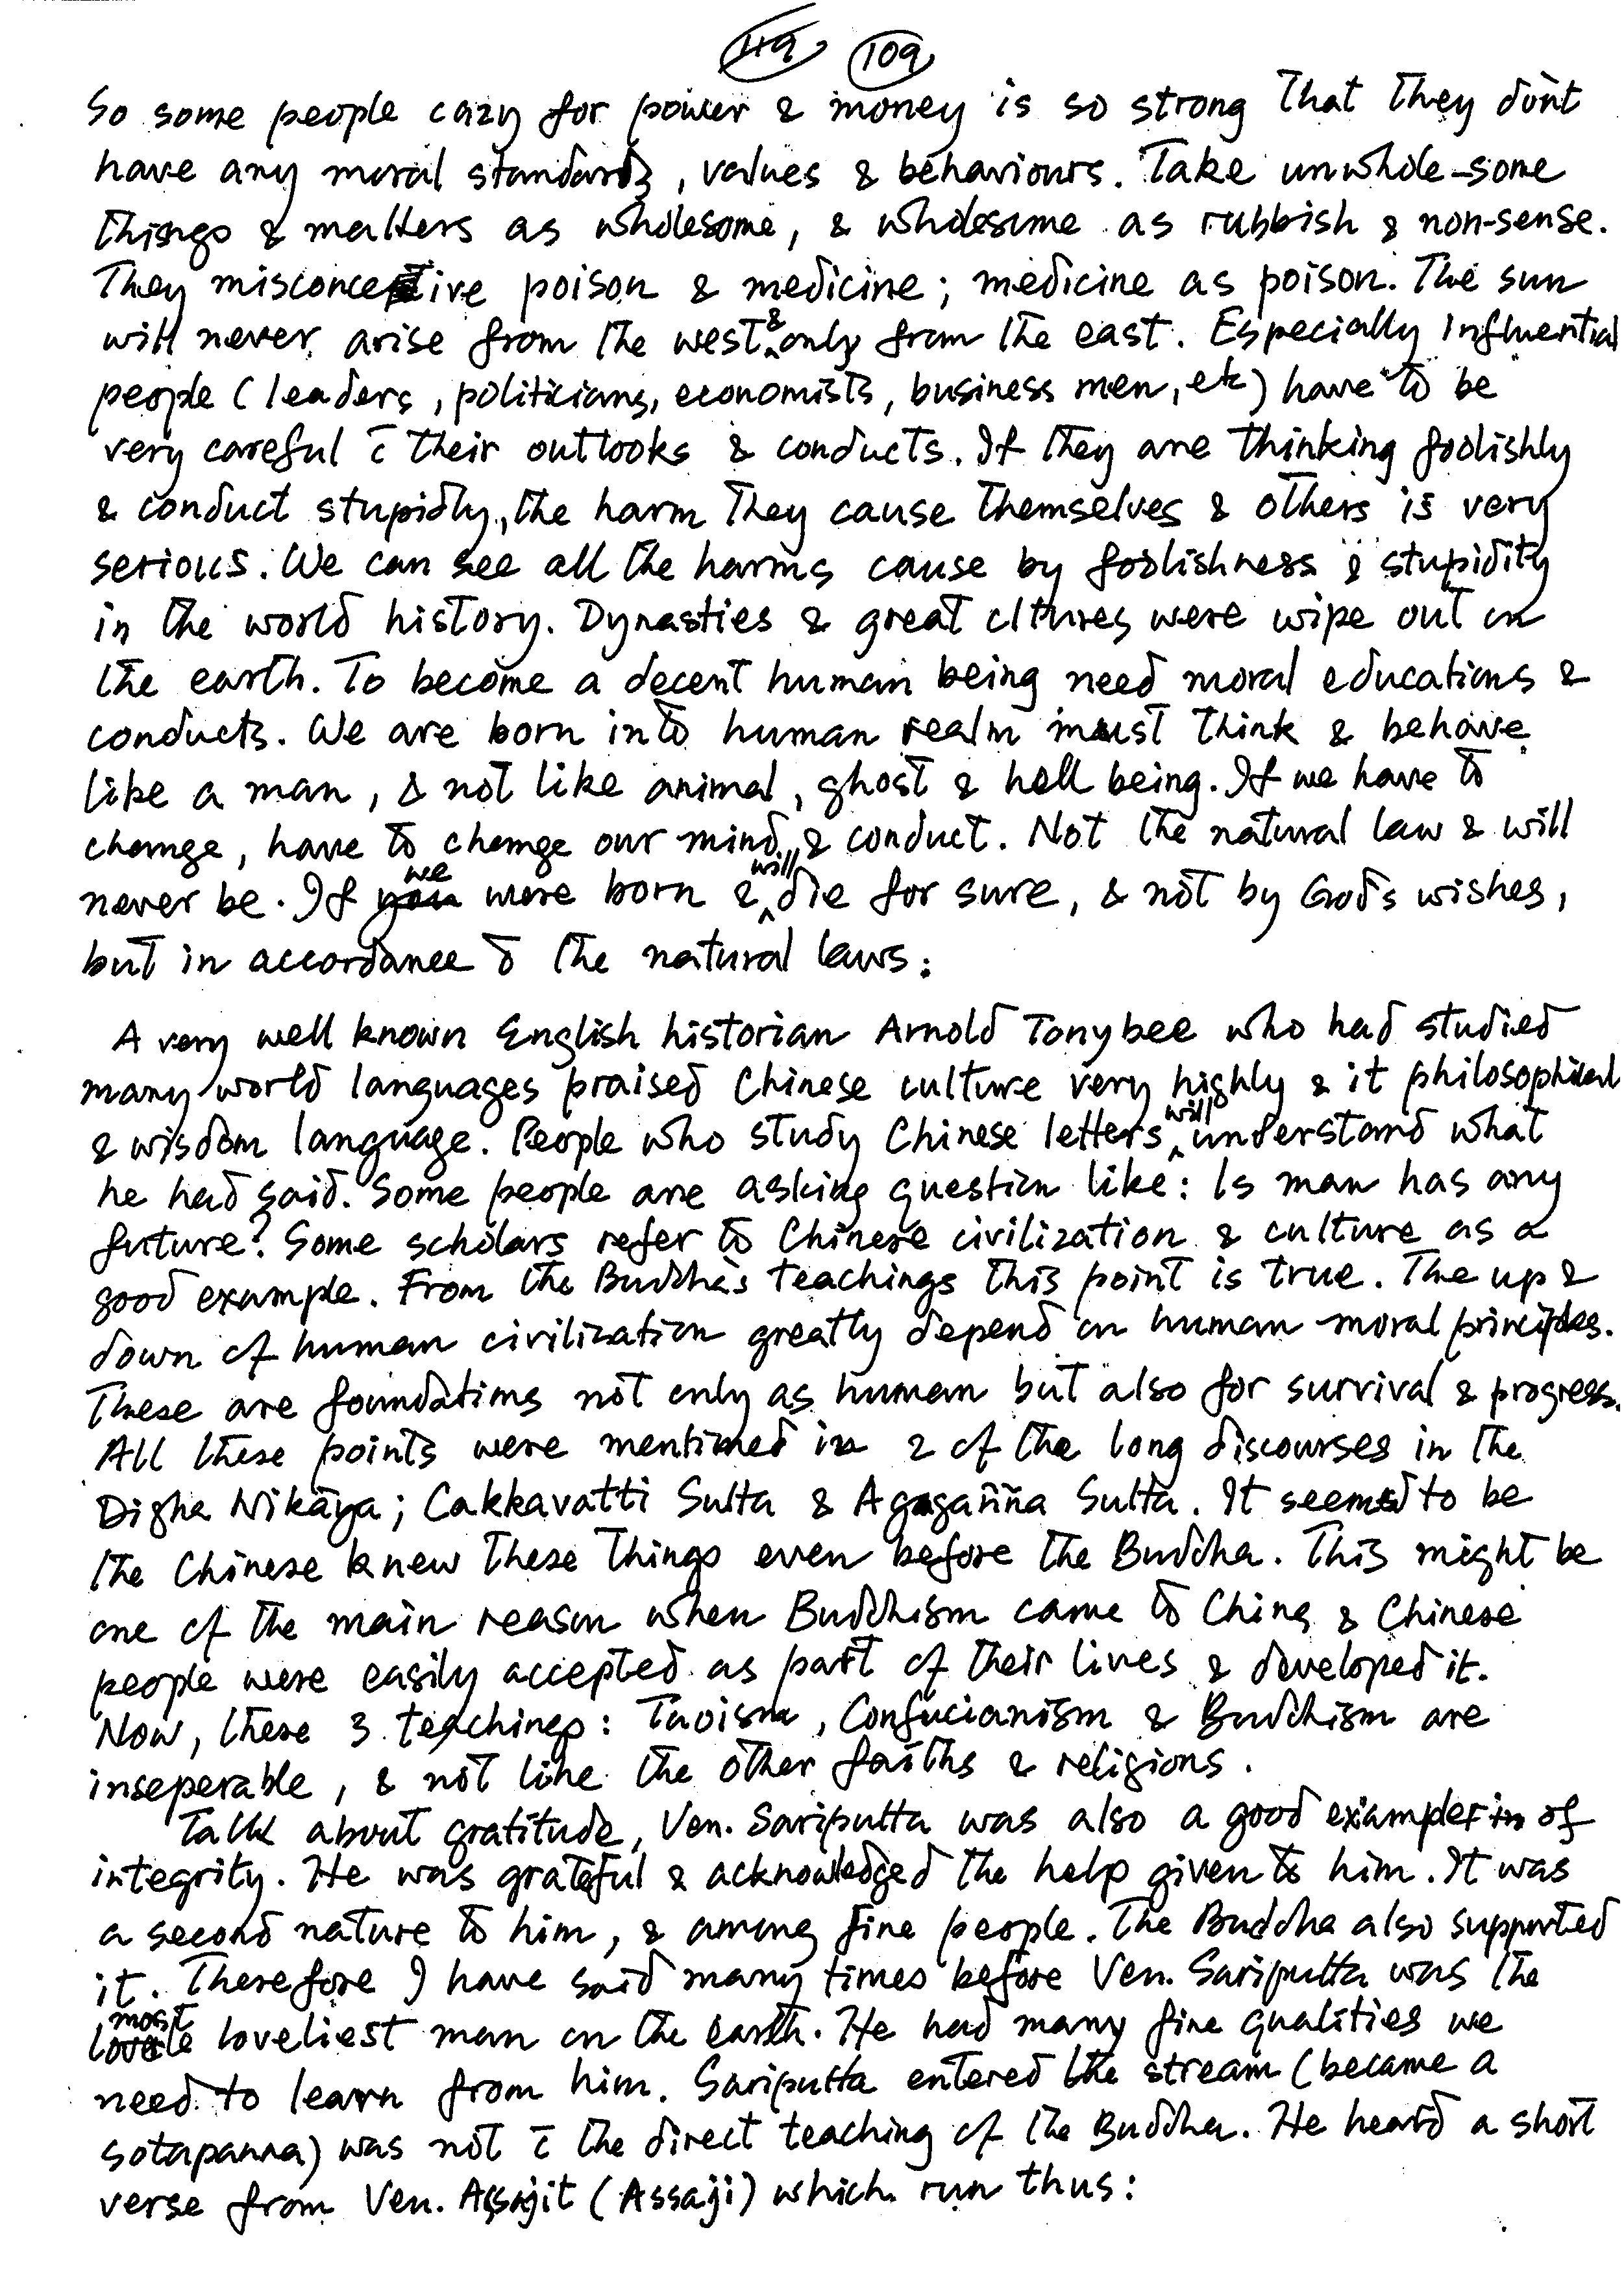 119 109
So some people cazy for power & money is so strong that they don't
have any moral standards, values & behaviours. Take unwhole-some
things & matters as wholesome, & wholesome as rubbish & non-sense.
They misconceive poison & medicine; medicine as poison. The sun
will never arise from the west & only from the east. Especially influential
people (leaders, politicians, economists, business men, etc) have to be
very careful c̄ their outlooks & conducts. If they are thinking foolishly
& conduct stupidly, the harm they cause themselves & others is very
serious. We can see all the harms cause by foolishness & stupidity
in the world history. Dynasties & great cltures were wipe out on
the earth. To become a decent human being need moral educations &
conducts. We are born into human realm must think & behave
like a man, & not like animal, ghost & hell being. If we have to
change, have to change our mind & conduct. Not the natural law & will
never be. If we were born & will die for sure, & not by God's wishes,
but in accordance to the natural laws.
A very well known English historian Arnold Tonybee who had studied
many world languages praised Chinese culture very highly & it philosophical
& wisdom language. People who study Chinese letters will understand what
he had said. Some people are asking question like: Is man has any
future? Some scholars refer to Chinese civilization & culture as a
good example. From the Buddha's teachings this point is true. The up &
down of human civilization greatly depend on human moral principles.
These are foundations not only as human but also for survival & progress.
All these points were mentioned in 2 of the long discourses in the
Digha Nikāya; Cakkavatti Sutta & Aggañña Sutta. It seemed to be
the Chinese knew these things even before the Buddha. This might be
one of the main reason when Buddhism came to China & Chinese
people were easily accepted as part of their lives & developed it.
Now, these 3 teachings: Taoism, Confucianism & Buddhism are
inseperable, & not like the other faiths & religions.
Talk about gratitude, Ven. Sariputta was also a good example of
integrity. He was grateful & acknowledged the help given to him. It was
a second nature to him, & among fine people. The Buddha also supported
it. Therefore I have said many times before Ven. Sariputta was the
most loveliest man on the earth. He had many fine qualities we
need to learn from him. Sariputta entered the stream (became a
sotapanna) was not c̄ the direct teaching of the Buddha. He heard a short
verse from Ven. Assajit (Assaji) which run thus: